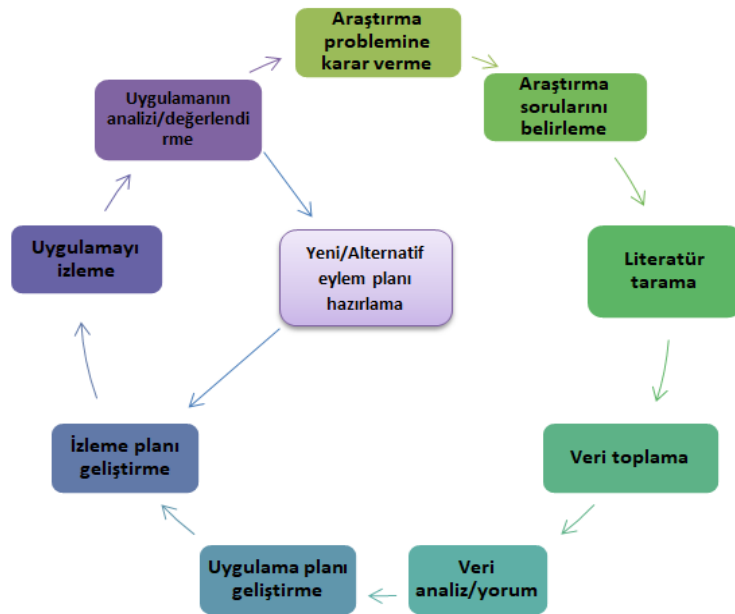 Araştırma
problemine
karar verme
Araştırma
sorularını
belirleme
Literatür
tarama
Veri toplama
Veri
analiz/yorum
Uygulama planı
geliştirme
İzleme planı
geliştirme
Uygulamayı
izleme
Uygulamanın
analizi/değerlendi
rme
Yeni/Alternatif
eylem planı
hazırlama